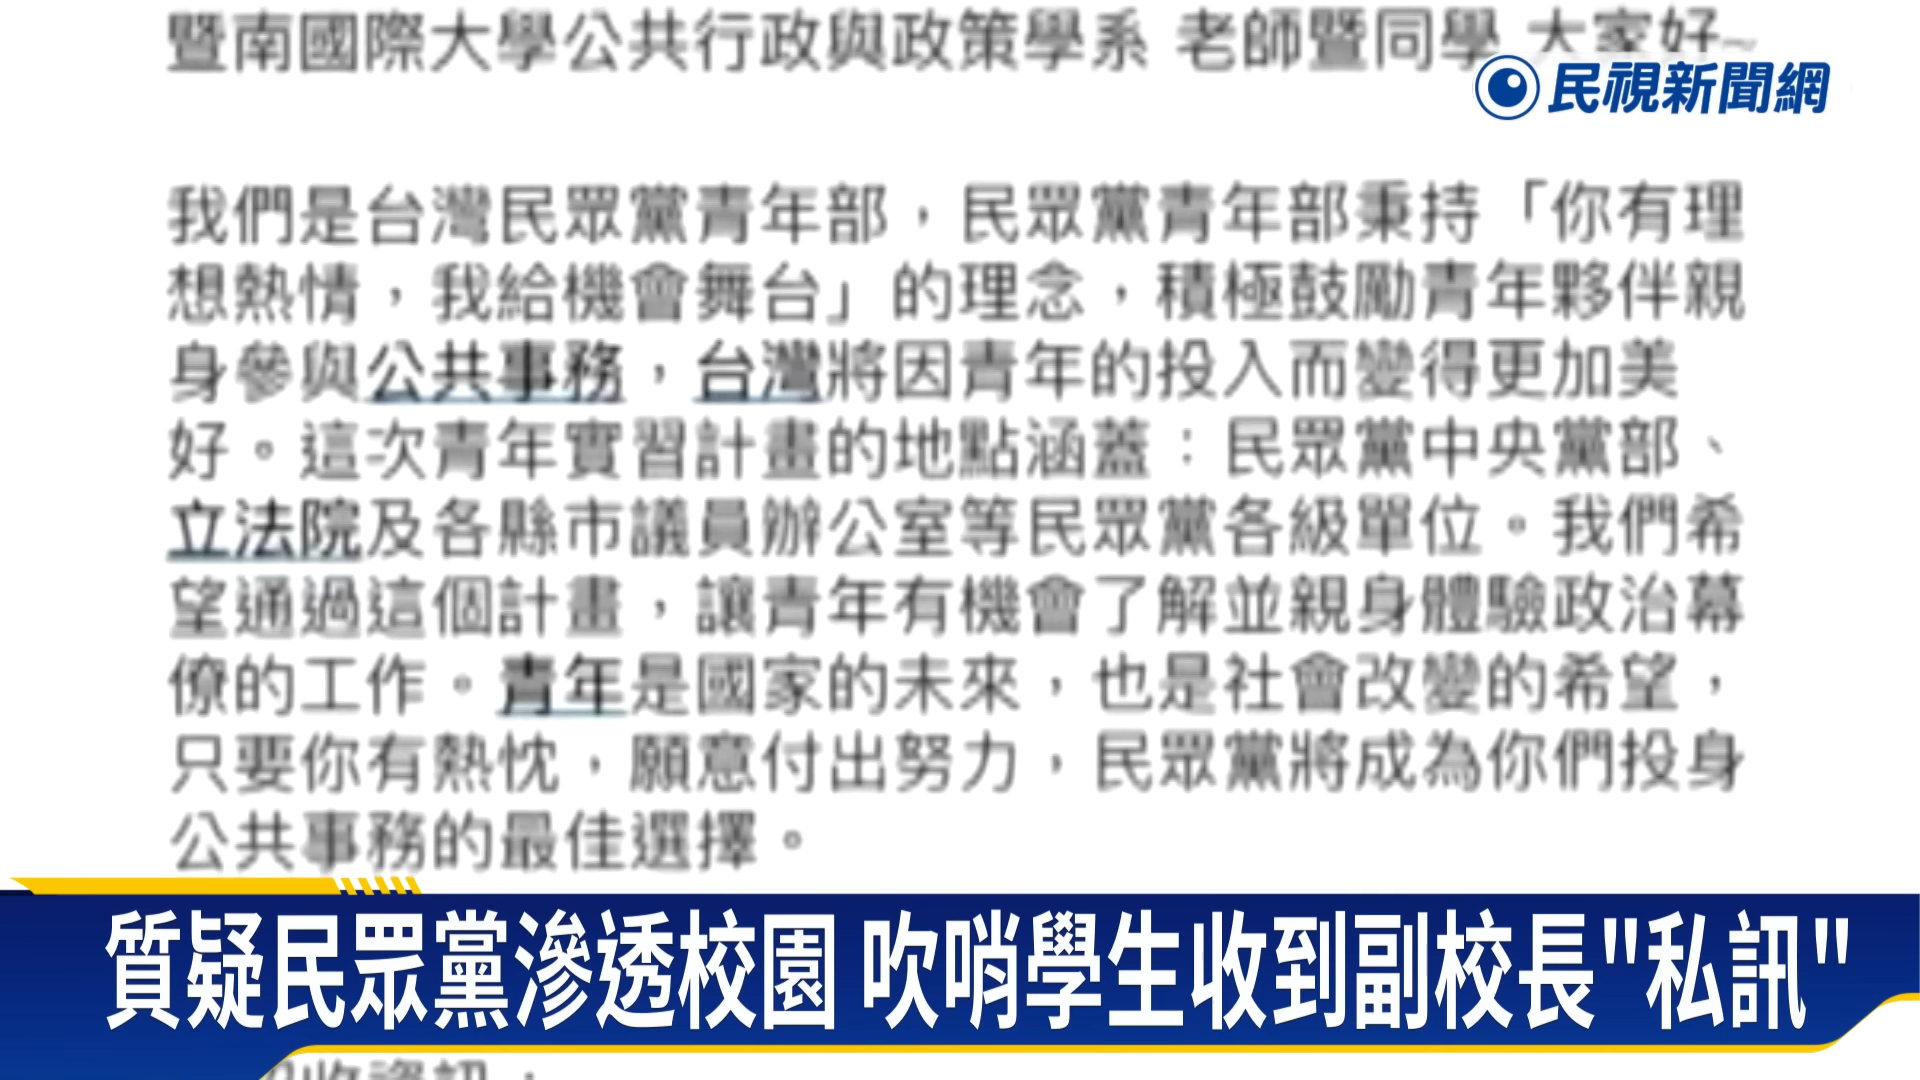 暨南國際大學公共行政與政策學系 老師暨同學 大家好~
民視新聞網
我們是台灣民眾黨青年部，民眾黨青年部秉持「你有理
想熱情，我給機會舞台」的理念，積極鼓勵青年夥伴親
身參與公共事務，台灣將因青年的投入而變得更加美
好。這次青年實習計畫的地點涵蓋：民眾黨中央黨部、
立法院及各縣市議員辦公室等民眾黨各級單位。我們希
望通過這個計畫，讓青年有機會了解並親身體驗政治幕
僚的工作。青年是國家的未來，也是社會改變的希望，
只要你有熱忱，願意付出努力，民眾黨將成為你們投身
公共事務的最佳選擇。
質疑民眾黨滲透校園 吹哨學生收到副校長"私訊"